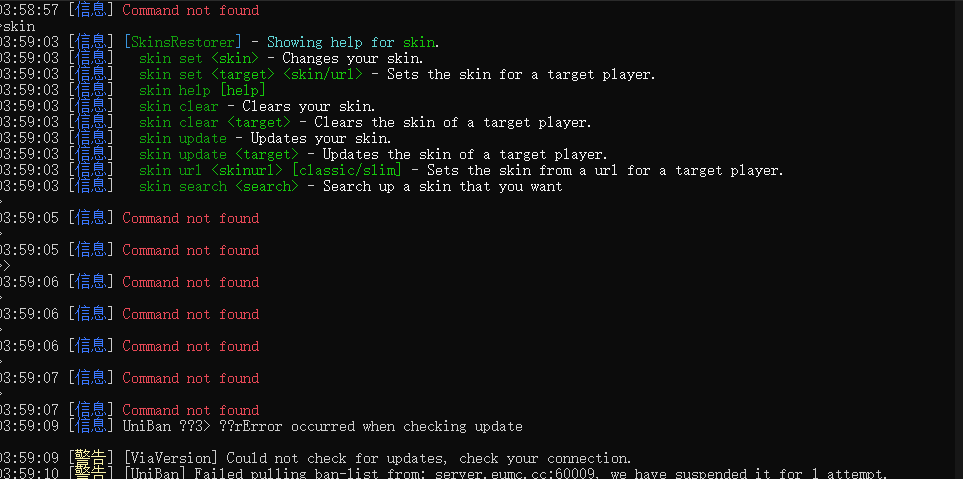 03:58:57 [信息] Command not found
>skin
03:59:03 [信息] [SkinsRestorer] - Showing help for skin.
03:59:03 [信息]   skin set <skin> - Changes your skin.
03:59:03 [信息]   skin set <target> <skin/url> - Sets the skin for a target player.
03:59:03 [信息]   skin help [help]
03:59:03 [信息]   skin clear - Clears your skin.
03:59:03 [信息]   skin clear <target> - Clears the skin of a target player.
03:59:03 [信息]   skin update - Updates your skin.
03:59:03 [信息]   skin update <target> - Updates the skin of a target player.
03:59:03 [信息]   skin url <skinurl> [classic/slim] - Sets the skin from a url for a target player.
03:59:03 [信息]   skin search <search> - Search up a skin that you want
>
03:59:05 [信息] Command not found
>
03:59:05 [信息] Command not found
>>
03:59:06 [信息] Command not found
>
03:59:06 [信息] Command not found
>
03:59:06 [信息] Command not found
>
03:59:07 [信息] Command not found
>
03:59:07 [信息] Command not found
03:59:09 [信息] UniBan ??3> ??rError occurred when checking update
03:59:09 [警告] [ViaVersion] Could not check for updates, check your connection.
03:59:10 [警告] [UniBan] Failed pulling ban-list from: server.eumc.cc:60009, we have suspended it for 1 attempt.